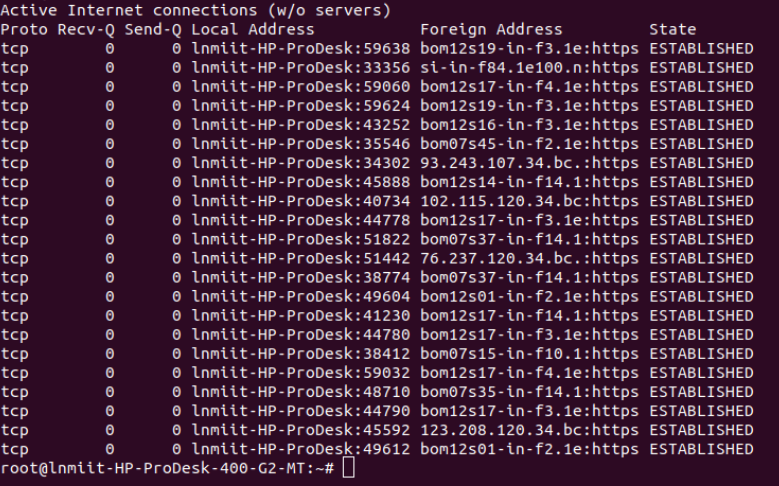 Active Internet connections (w/o servers)
Proto Recv-Q Send-Q Local Address Foreign Address State
tcp 0 0 lnmiit-HP-ProDesk:59638 bom12s19-in-f3.1e:https ESTABLISHED
tcp 0 0 lnmiit-HP-ProDesk:33356 si-in-f84.1e100.n:https ESTABLISHED
tcp 0 0 lnmiit-HP-ProDesk:59060 bom12s17-in-f4.1e:https ESTABLISHED
tcp 0 0 lnmiit-HP-ProDesk:59624 bom12s19-in-f3.1e:https ESTABLISHED
tcp 0 0 lnmiit-HP-ProDesk:43252 bom12s16-in-f3.1e:https ESTABLISHED
tcp 0 0 lnmiit-HP-ProDesk:35546 bom07s45-in-f2.1e:https ESTABLISHED
tcp 0 0 lnmiit-HP-ProDesk:34302 93.243.107.34.bc.:https ESTABLISHED
tcp 0 0 lnmiit-HP-ProDesk:45888 bom12s14-in-f14.1:https ESTABLISHED
tcp 0 0 lnmiit-HP-ProDesk:40734 102.115.120.34.bc:https ESTABLISHED
tcp 0 0 lnmiit-HP-ProDesk:44778 bom12s17-in-f3.1e:https ESTABLISHED
tcp 0 0 lnmiit-HP-ProDesk:51822 bom07s37-in-f14.1:https ESTABLISHED
tcp 0 0 lnmiit-HP-ProDesk:51442 76.237.120.34.bc.:https ESTABLISHED
tcp 0 0 lnmiit-HP-ProDesk:38774 bom07s37-in-f14.1:https ESTABLISHED
tcp 0 0 lnmiit-HP-ProDesk:49604 bom12s01-in-f2.1e:https ESTABLISHED
tcp 0 0 lnmiit-HP-ProDesk:41230 bom12s17-in-f14.1:https ESTABLISHED
tcp 0 0 lnmiit-HP-ProDesk:44780 bom12s17-in-f3.1e:https ESTABLISHED
tcp 0 0 lnmiit-HP-ProDesk:38412 bom07s15-in-f10.1:https ESTABLISHED
tcp 0 0 lnmiit-HP-ProDesk:59032 bom12s17-in-f4.1e:https ESTABLISHED
tcp 0 0 lnmiit-HP-ProDesk:48710 bom07s35-in-f14.1:https ESTABLISHED
tcp 0 0 lnmiit-HP-ProDesk:44790 bom12s17-in-f3.1e:https ESTABLISHED
tcp 0 0 lnmiit-HP-ProDesk:45592 123.208.120.34.bc:https ESTABLISHED
tcp 0 0 lnmiit-HP-ProDesk:49612 bom12s01-in-f2.1e:https ESTABLISHED
root@lnmiit-HP-ProDesk-400-G2-MT:~#